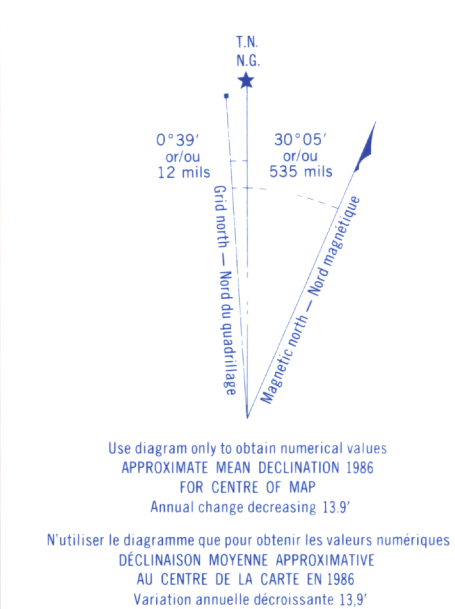 T.N.
N.G.
0°39′
or/ou
12 mils
30°05′
or/ou
535 mils
Grid north — Nord du quadrillage
Magnetic north — Nord magnétique
Use diagram only to obtain numerical values
APPROXIMATE MEAN DECLINATION 1986
FOR CENTRE OF MAP
Annual change decreasing 13.9′
N'utiliser le diagramme que pour obtenir les valeurs numériques
DÉCLINAISON MOYENNE APPROXIMATIVE
AU CENTRE DE LA CARTE EN 1986
Variation annuelle décroissante 13,9′